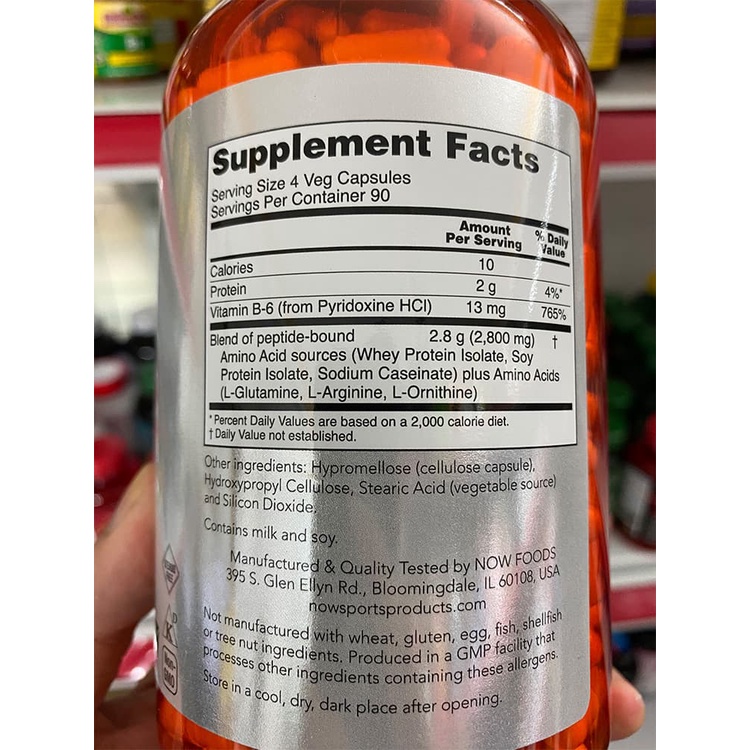 Supplement Facts
Serving Size 4 Veg Capsules
Servings Per Container 90
Amount Per Serving % Daily Value
Calories 10
Protein 2 g 4%*
Vitamin B-6 (from Pyridoxine HCl) 13 mg 765%
Blend of peptide-bound 2.8 g (2,800 mg) †
Amino Acid sources (Whey Protein Isolate, Soy
Protein Isolate, Sodium Caseinate) plus Amino Acids
(L-Glutamine, L-Arginine, L-Ornithine)
* Percent Daily Values are based on a 2,000 calorie diet.
† Daily Value not established.
Other ingredients: Hypromellose (cellulose capsule),
Hydroxypropyl Cellulose, Stearic Acid (vegetable source)
and Silicon Dioxide.
Contains milk and soy.
Manufactured & Quality Tested by NOW FOODS
395 S. Glen Ellyn Rd., Bloomingdale, IL 60108, USA
nowsportsproducts.com
Not manufactured with wheat, gluten, egg, fish, shellfish
or tree nut ingredients. Produced in a GMP facility that
processes other ingredients containing these allergens.
Store in a cool, dry, dark place after opening.
FREE
K D
NON-
GMO